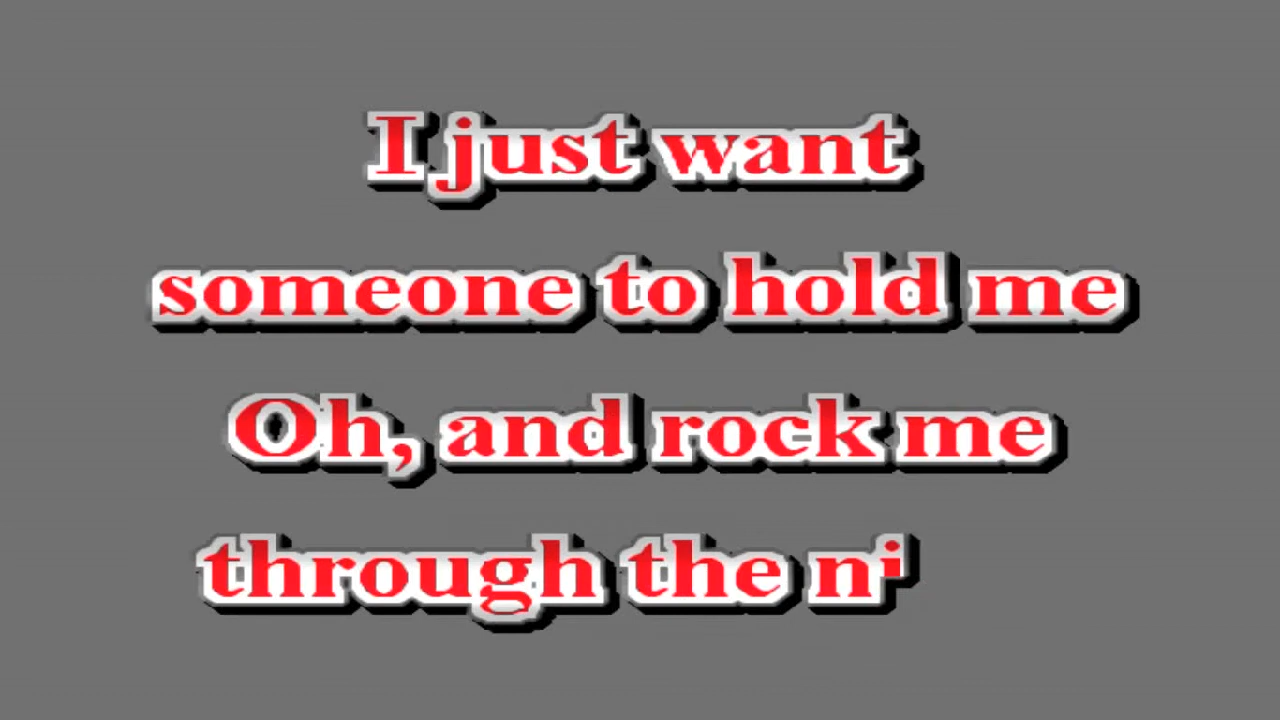 I just want
someone to hold me
Oh, and rock me
through the ni